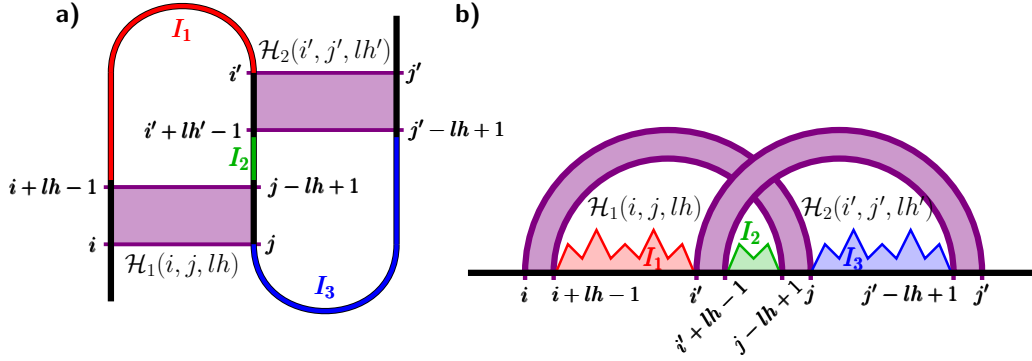 a)
I₁
ℋ₂(i′, j′, lh′)
i′
j′
i′+lh′−1
j′−lh+1
I₂
i+lh−1
j−lh+1
i
j
ℋ₁(i, j, lh)
I₃
b)
ℋ₁(i, j, lh)
ℋ₂(i′, j′, lh′)
I₂
I₁
I₃
i
i+lh−1
i′
i′+lh−1
j−lh+1
j
j′−lh+1
j′